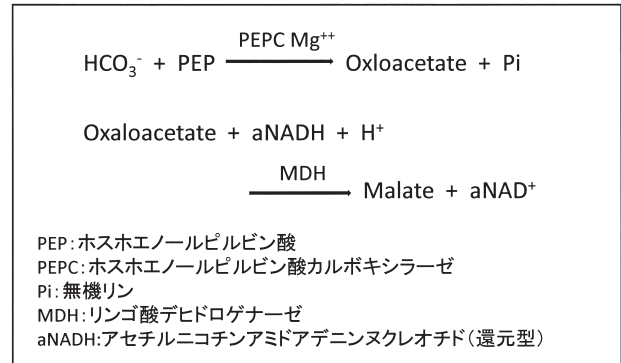 PEPC Mg++
HCO3- + PEP → Oxloacetate + Pi
Oxaloacetate + aNADH + H+
MDH
→ Malate + aNAD+
PEP:ホスホエノールピルビン酸
PEPC:ホスホエノールピルビン酸カルボキシラーゼ
Pi:無機リン
MDH:リンゴ酸デヒドロゲナーゼ
aNADH:アセチルニコチンアミドアデニンヌクレオチド(還元型)